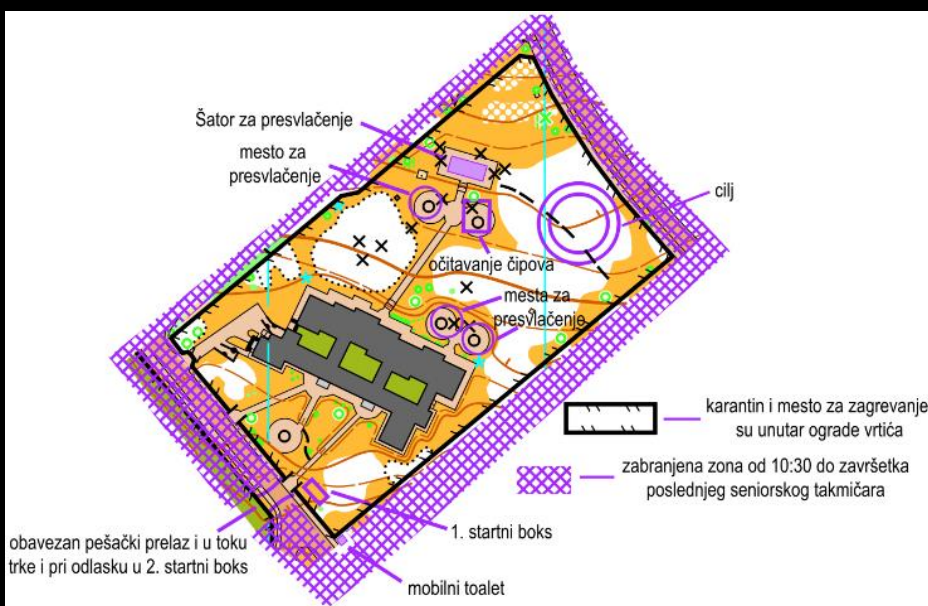 Šator za presvlačenje
mesto za
presvlačenje
cilj
očitavanje čipova
mesta za
presvlačenje
karantin i mesto za zagrevanje
su unutar ograde vrtića
zabranjena zona od 10:30 do završetka
poslednjeg seniorskog takmičara
1. startni boks
obavezan pešački prelaz i u toku
trke i pri odlasku u 2. startni boks
mobilni toalet